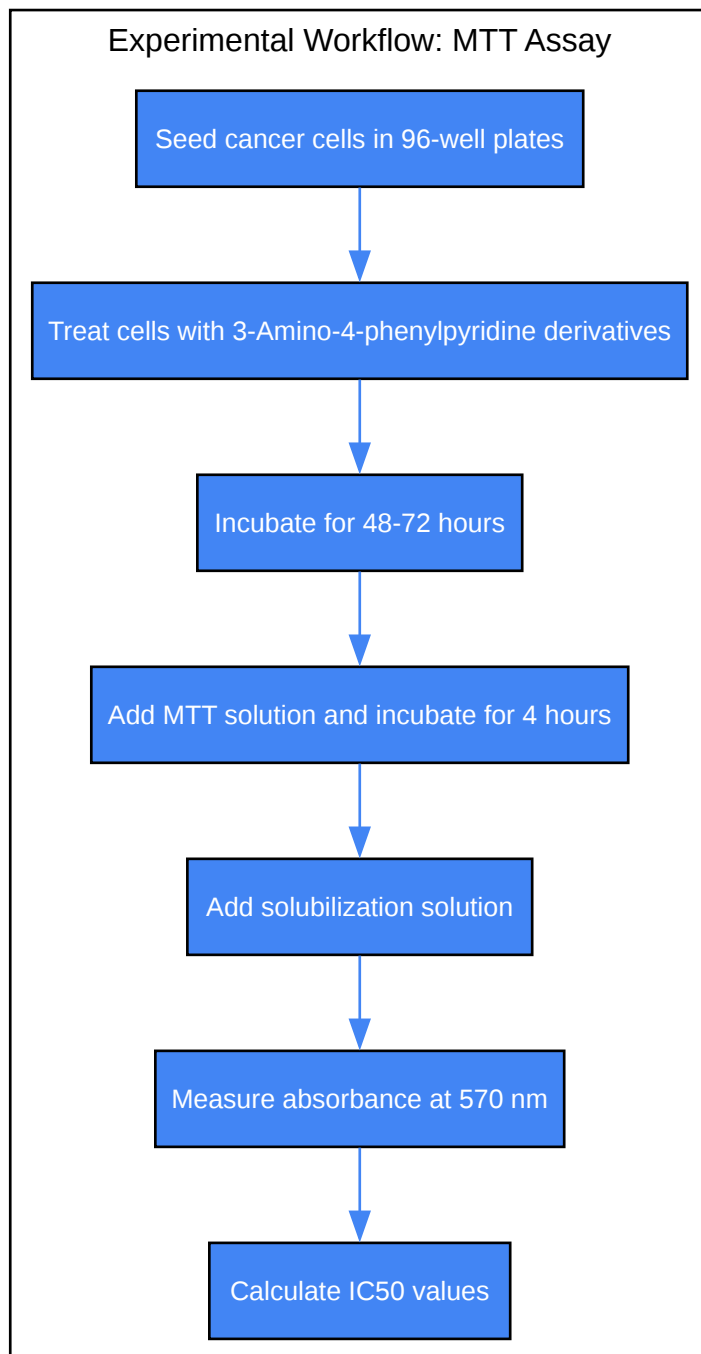 Experimental Workflow: MTT Assay
Seed cancer cells in 96-well plates
Treat cells with 3-Amino-4-phenylpyridine derivatives
Incubate for 48-72 hours
Add MTT solution and incubate for 4 hours
Add solubilization solution
Measure absorbance at 570 nm
Calculate IC50 values